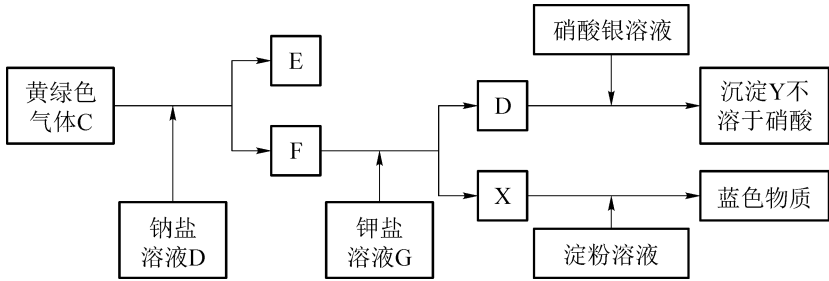 硝酸银溶液
E
黄绿色
气体C
D
沉淀Y不
溶于硝酸
F
X
蓝色物质
钠盐
溶液D
钾盐
溶液G
淀粉溶液